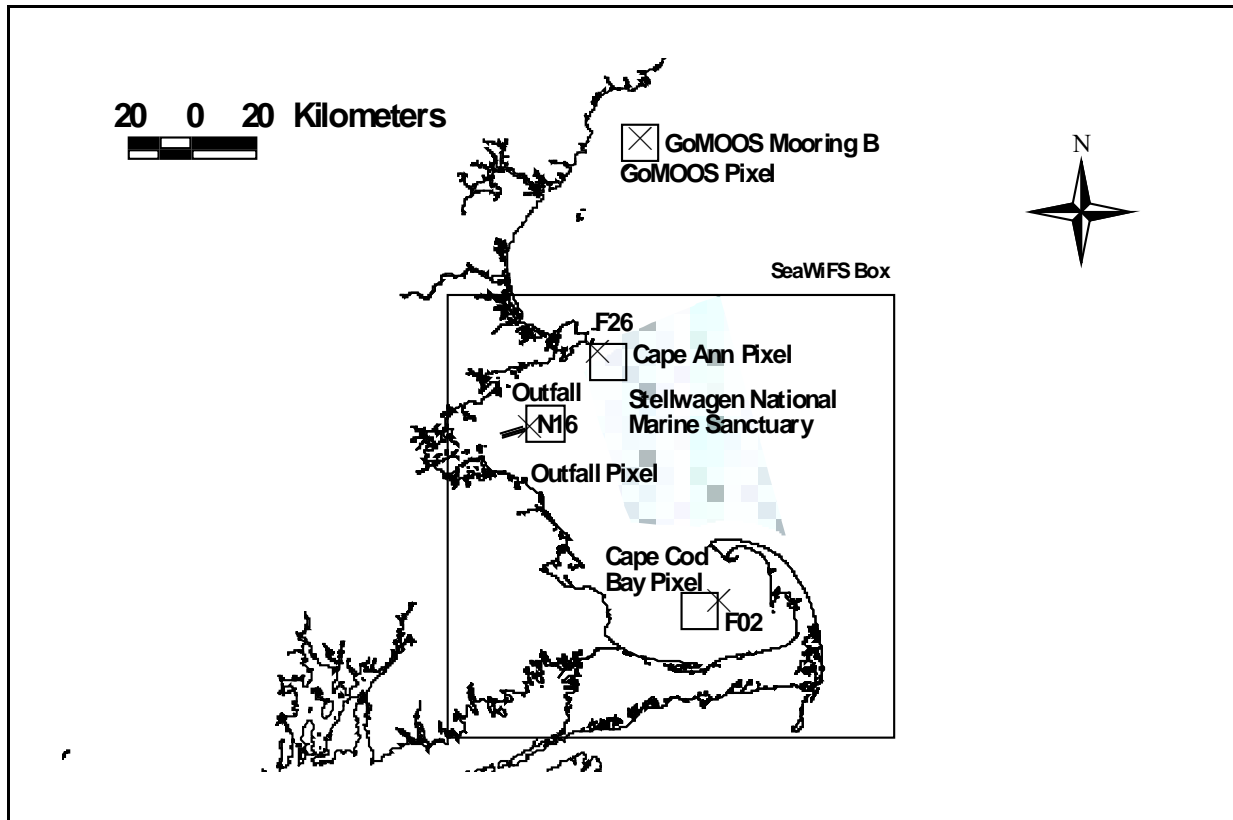 20 0 20 Kilometers
GoMOOS Mooring B
GoMOOS Pixel
N
SeaWiFS Box
F26
Cape Ann Pixel
Outfall
N16
Stellwagen National
Marine Sanctuary
Outfall Pixel
Cape Cod
Bay Pixel
F02